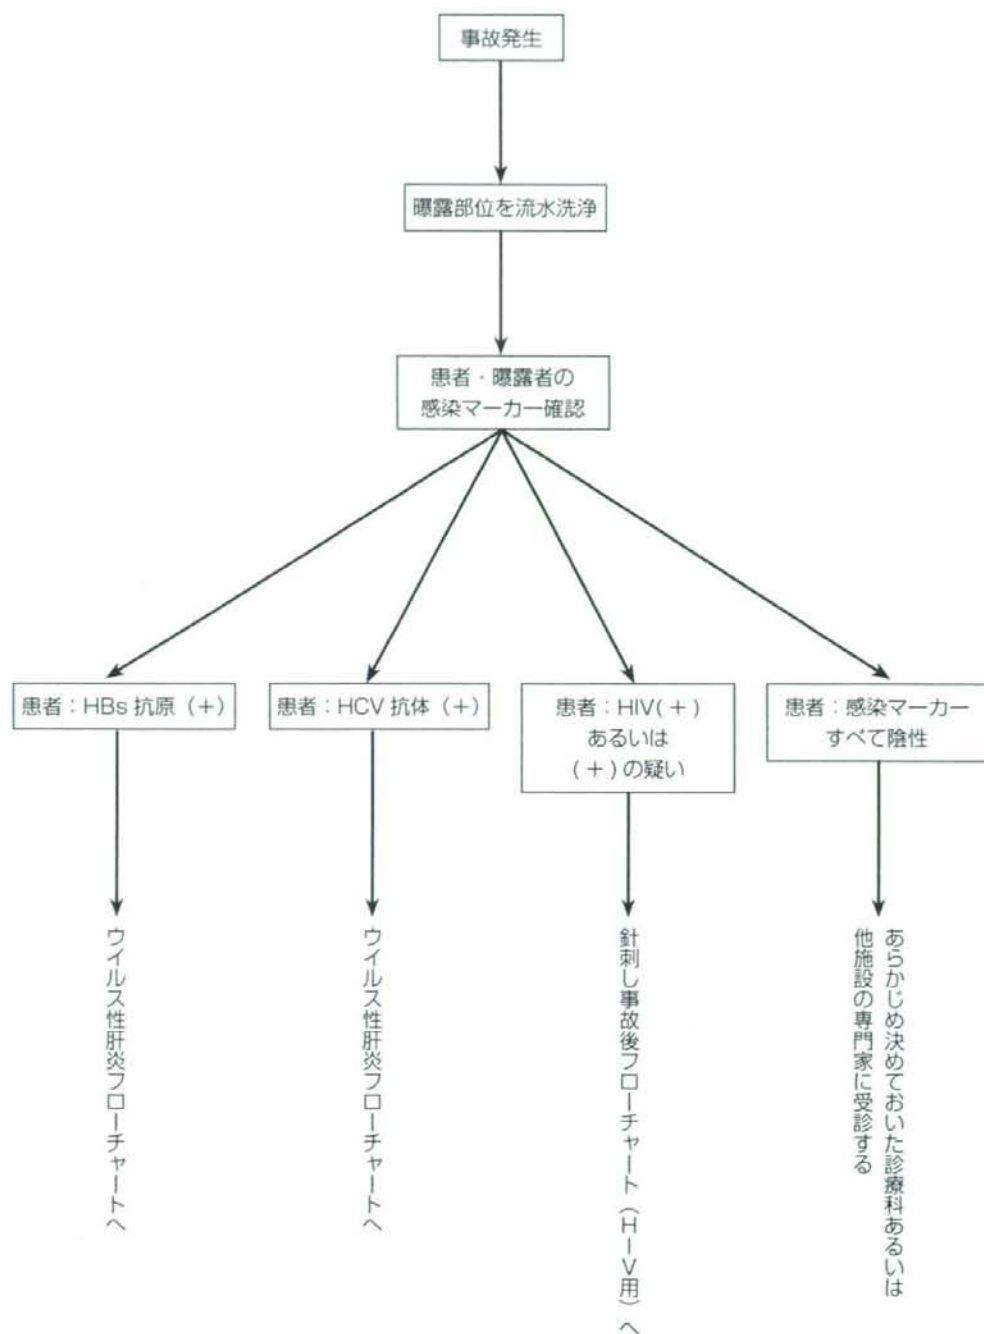 事故発生
曝露部位を流水洗浄
患者・曝露者の
感染マーカー確認
患者：HBs 抗原（+）
患者：HCV 抗体（+）
患者：HIV(+)
あるいは
(+)の疑い
患者：感染マーカー
すべて陰性
ウイルス性肝炎フローチャートへ
ウイルス性肝炎フローチャートへ
針刺し事故後フローチャート（HIV用）へ
あらかじめ決めておいた診療科あるいは
他施設の専門家に受診する